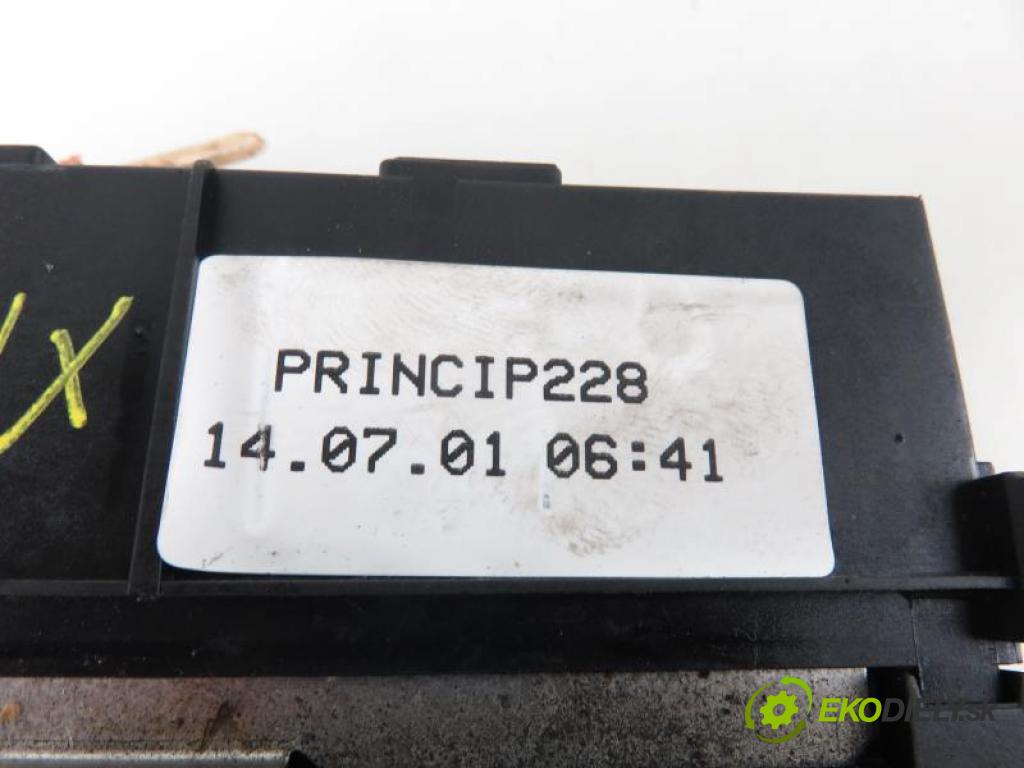 PRINCIP228
14.07.01 06:41
X
EKODIELY.SK